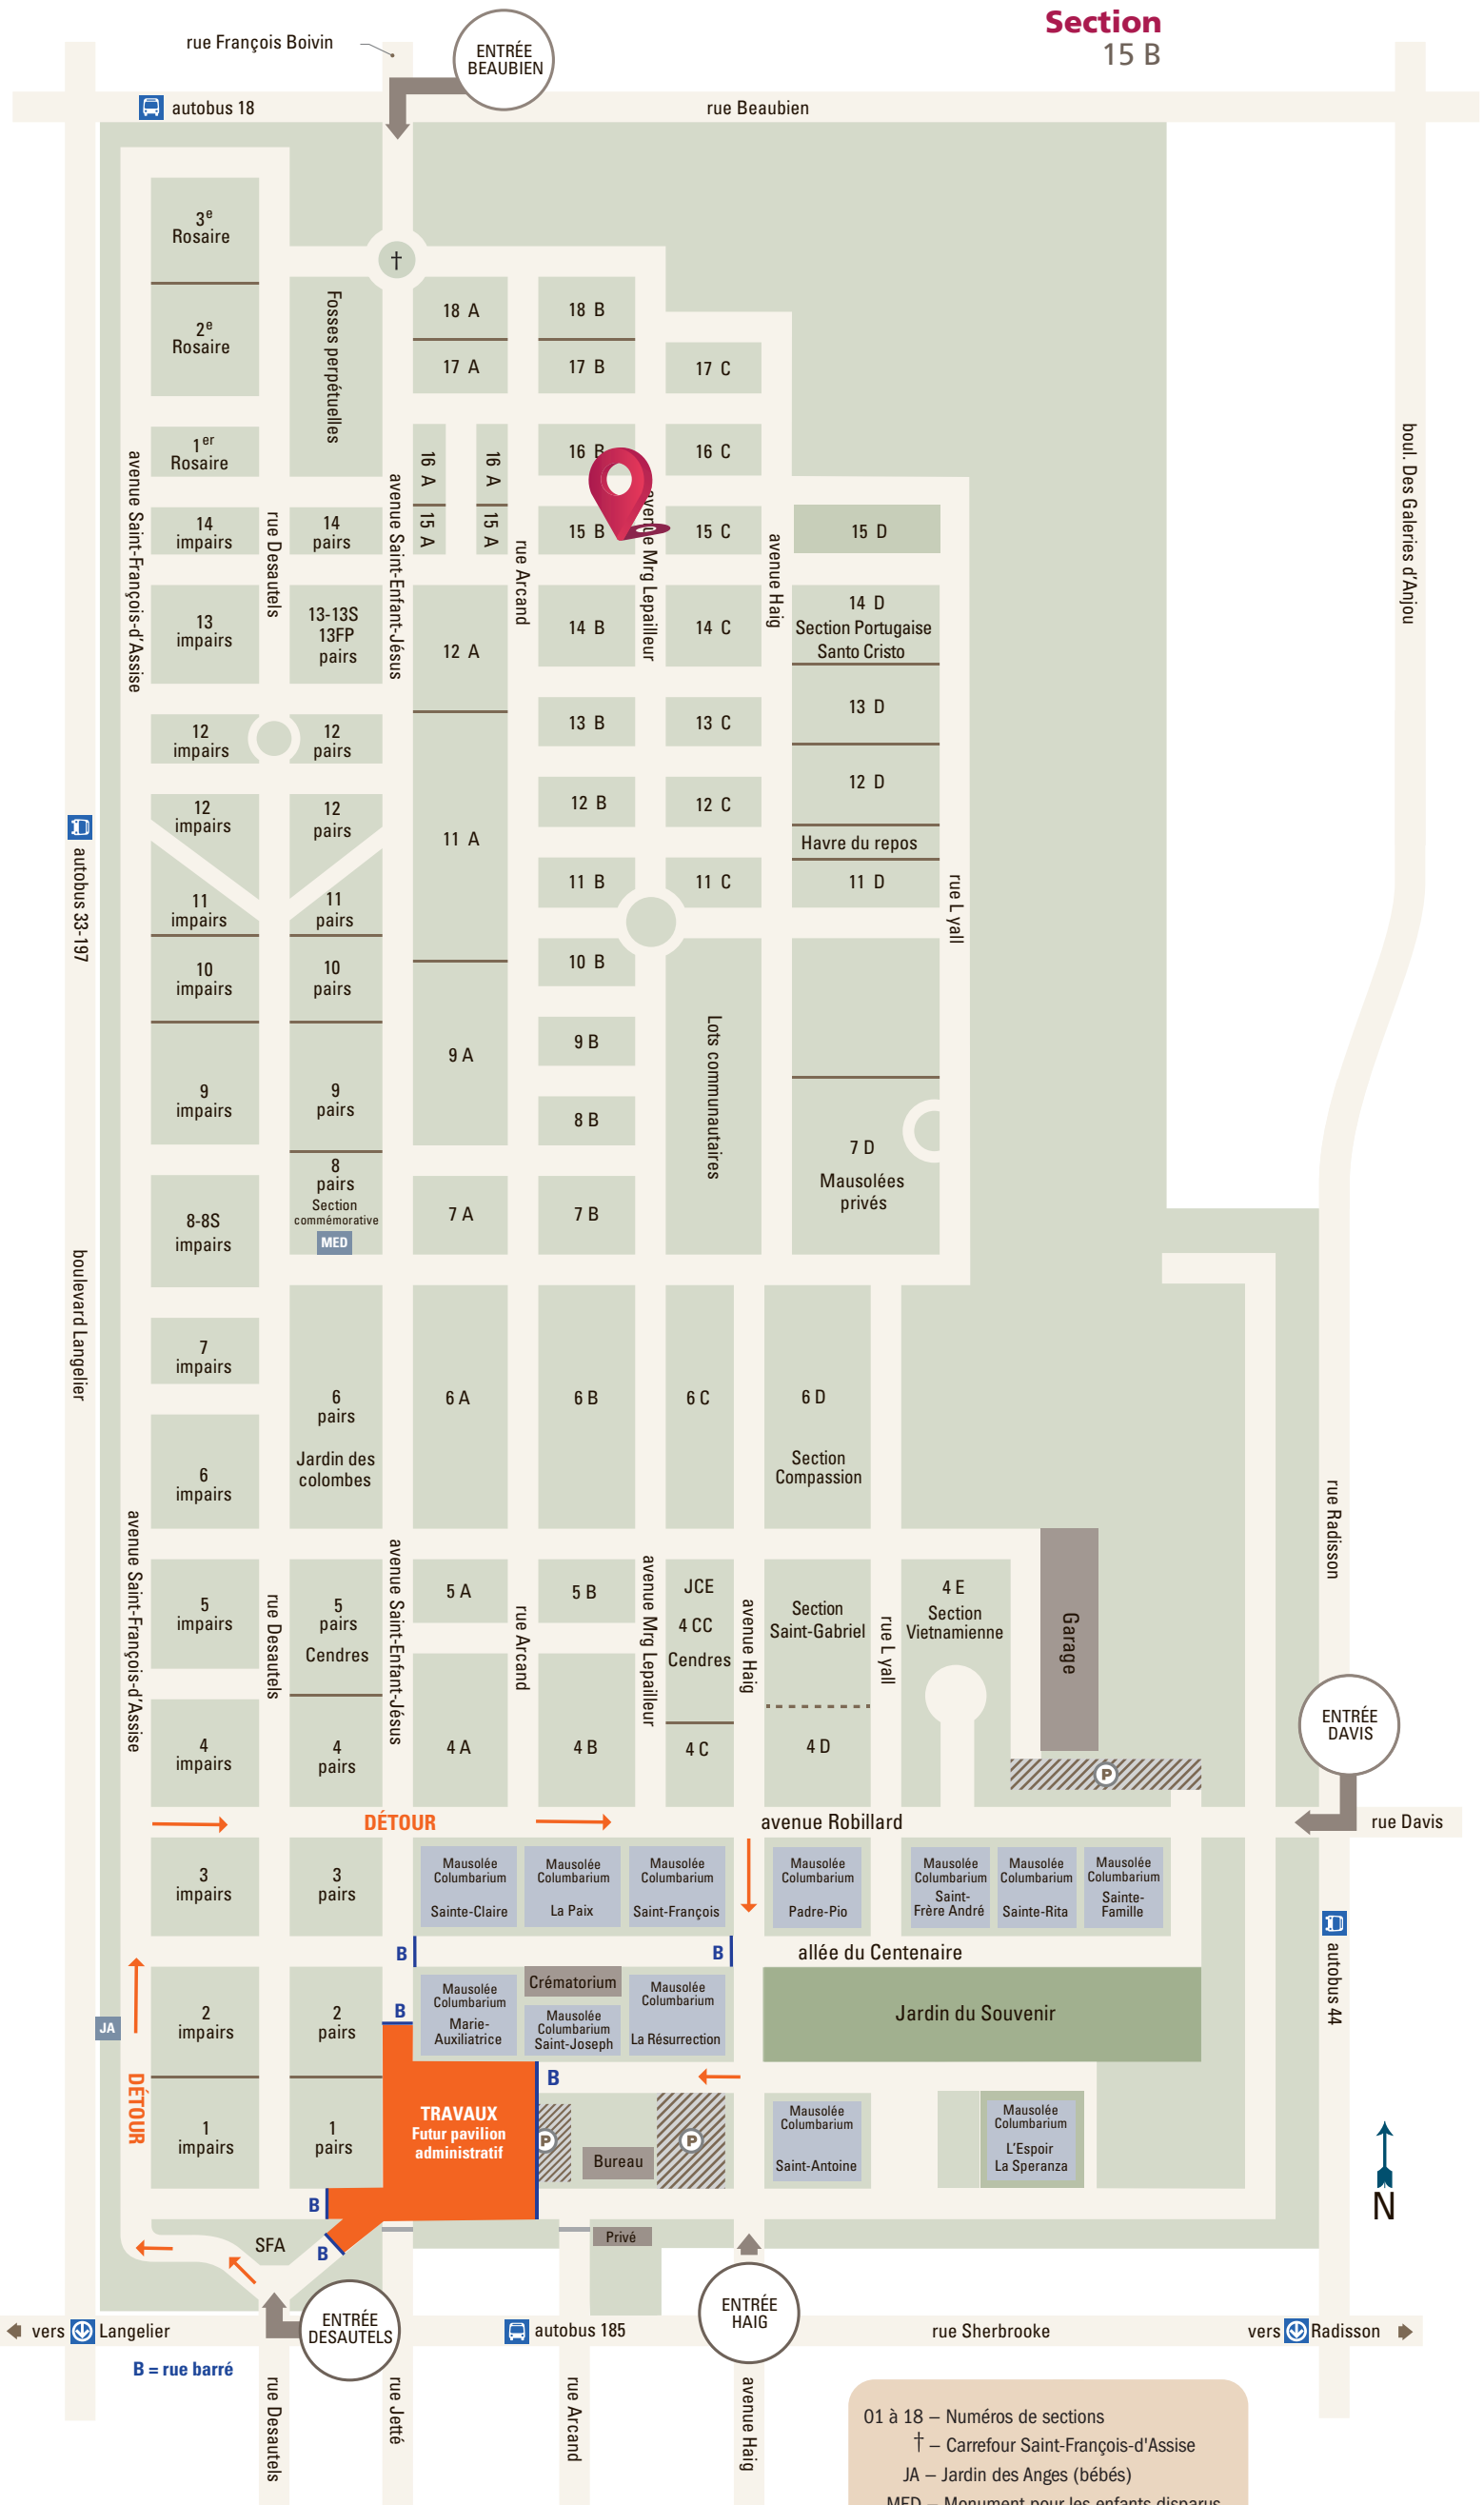 Section
15 B
rue François Boivin
ENTRÉE
BEAUBIEN
autobus 18
rue Beaubien
3e
Rosaire
2e
Rosaire
1er
Rosaire
Fosses perpétuelles
†
18 A
18 B
17 A
17 B
17 C
16 A
16 A
16 B
16 C
15 A
15 A
15 B
15 C
15 D
avenue Saint-François-d'Assise
rue Desautels
avenue Saint-Enfant-Jésus
rue Arcand
avenue Mrg Lepailleur
avenue Haig
boul. Des Galeries d'Anjou
14
impairs
14
pairs
13
impairs
13-13S
13FP
pairs
12 A
14 B
14 C
14 D
Section Portugaise
Santo Cristo
12
impairs
12
pairs
13 B
13 C
13 D
12
impairs
12
pairs
11 A
12 B
12 C
12 D
Havre du repos
11
impairs
11
pairs
11 B
11 C
11 D
rue L yall
autobus 33-197
10
impairs
10
pairs
10 B
9
impairs
9
pairs
9 A
9 B
8 B
Lots communautaires
7 D
Mausolées
privés
8
pairs
Section
commémorative
MED
8-8S
impairs
7 A
7 B
boulevard Langelier
7
impairs
6
pairs
Jardin des
colombes
6 A
6 B
6 C
6 D
Section
Compassion
6
impairs
rue Radisson
avenue Saint-François-d'Assise
rue Desautels
avenue Saint-Enfant-Jésus
rue Arcand
avenue Mrg Lepailleur
avenue Haig
rue L yall
5
impairs
5
pairs
Cendres
5 A
5 B
JCE
4 CC
Cendres
Section
Saint-Gabriel
4 E
Section
Vietnamienne
Garage
4
impairs
4
pairs
4 A
4 B
4 C
4 D
P
ENTRÉE
DAVIS
DÉTOUR
avenue Robillard
rue Davis
3
impairs
3
pairs
Mausolée
Columbarium
Sainte-Claire
Mausolée
Columbarium
La Paix
Mausolée
Columbarium
Saint-François
Mausolée
Columbarium
Padre-Pio
Mausolée
Columbarium
Saint-
Frère André
Mausolée
Columbarium
Sainte-Rita
Mausolée
Columbarium
Sainte-
Famille
B
B
allée du Centenaire
autobus 44
2
impairs
2
pairs
JA
B
Mausolée
Columbarium
Marie-
Auxiliatrice
Crématorium
Mausolée
Columbarium
Saint-Joseph
Mausolée
Columbarium
La Résurrection
Jardin du Souvenir
DÉTOUR
B
1
impairs
1
pairs
TRAVAUX
Futur pavilion
administratif
P
Bureau
P
Mausolée
Columbarium
Saint-Antoine
Mausolée
Columbarium
L'Espoir
La Speranza
N
B
SFA
B
Privé
ENTRÉE
DESAUTELS
ENTRÉE
HAIG
vers
Langelier
autobus 185
rue Sherbrooke
vers
Radisson
B = rue barré
rue Desautels
rue Jetté
rue Arcand
avenue Haig
01 à 18 – Numéros de sections
† – Carrefour Saint-François-d'Assise
JA – Jardin des Anges (bébés)
MED – Monument pour les enfants disparus